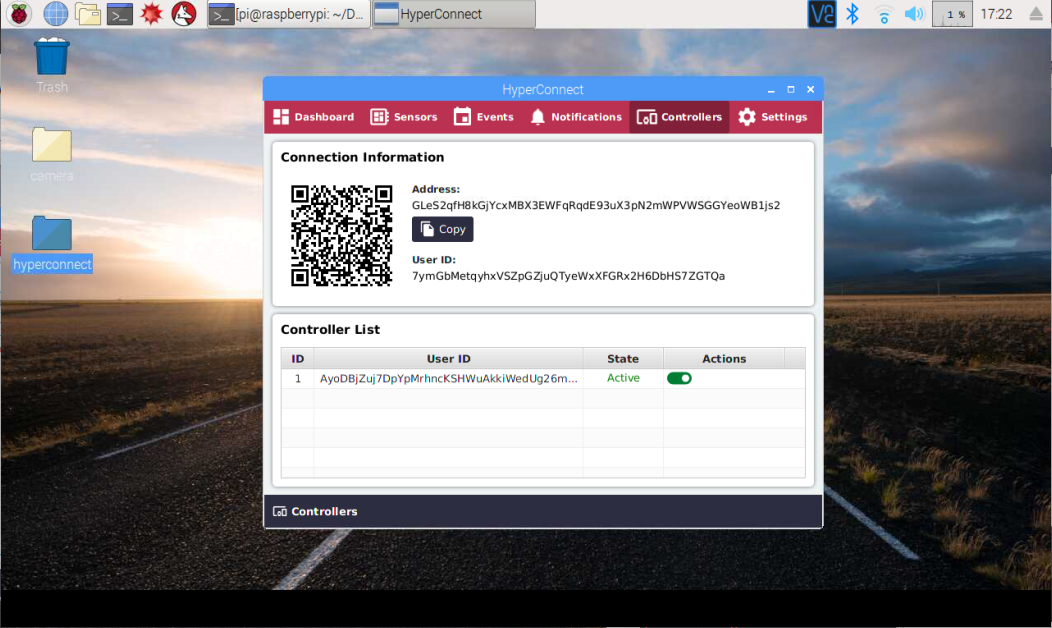 [pi@raspberrypi: ~/D...
HyperConnect
1 %
17:22
Trash
camera
hyperconnect
HyperConnect
Dashboard
Sensors
Events
Notifications
Controllers
Settings
Connection Information
Address:
GLeS2qfH8kGjYcxMBX3EWFqRqdE93uX3pN2mWPVWSGGYeoWB1js2
Copy
User ID:
7ymGbMetqyhxVSZpGZjuQTyeWxXFGRx2H6DbHS7ZGTQa
Controller List
ID User ID State Actions
1 AyoDBjZuj7DpYpMrhncKSHWuAkkiWedUg26m... Active
Controllers